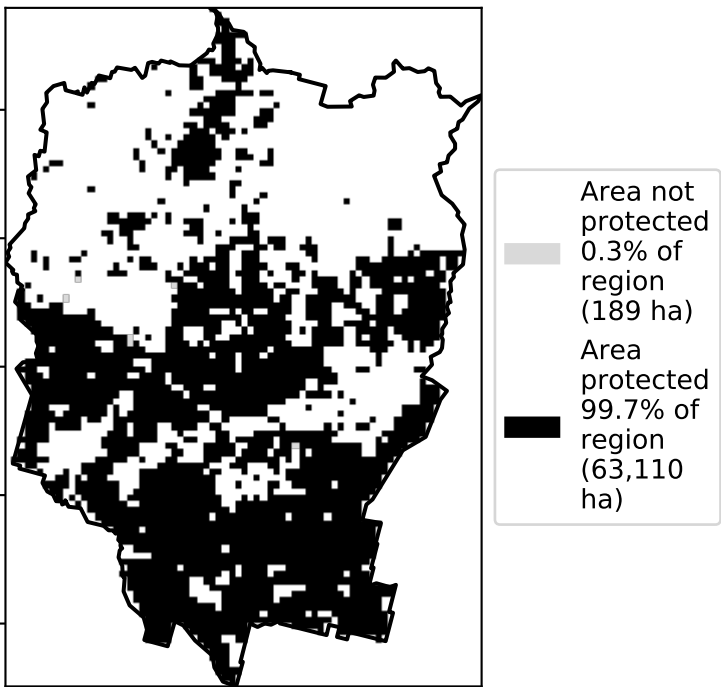 Area not
protected
0.3% of
region
(189 ha)
Area
protected
99.7% of
region
(63,110
ha)